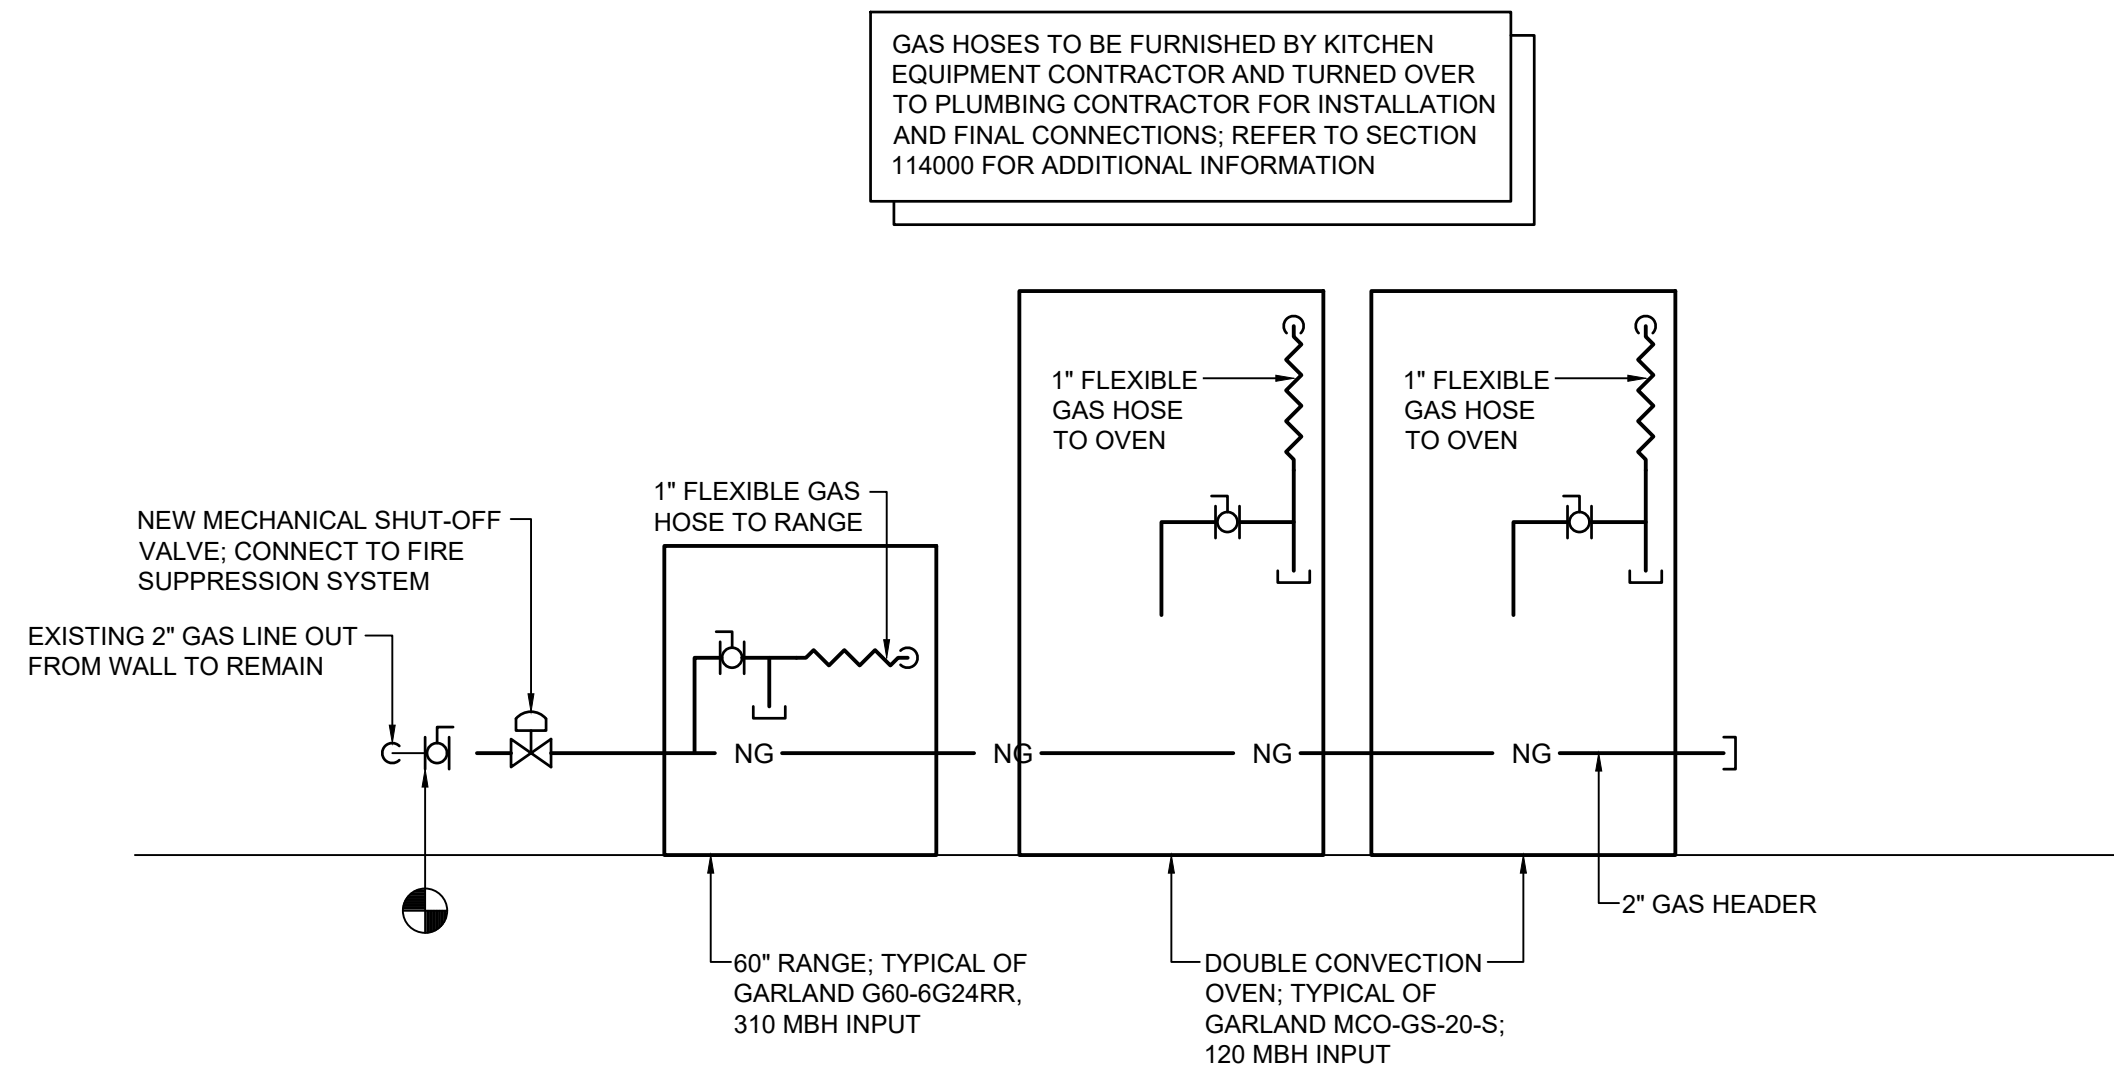 GAS HOSES TO BE FURNISHED BY KITCHEN
EQUIPMENT CONTRACTOR AND TURNED OVER
TO PLUMBING CONTRACTOR FOR INSTALLATION
AND FINAL CONNECTIONS; REFER TO SECTION
114000 FOR ADDITIONAL INFORMATION
1" FLEXIBLE
GAS HOSE
TO OVEN
1" FLEXIBLE
GAS HOSE
TO OVEN
1" FLEXIBLE GAS
HOSE TO RANGE
NEW MECHANICAL SHUT-OFF
VALVE; CONNECT TO FIRE
SUPPRESSION SYSTEM
EXISTING 2" GAS LINE OUT
FROM WALL TO REMAIN
NG
NG
NG
NG
2" GAS HEADER
60" RANGE; TYPICAL OF
GARLAND G60-6G24RR,
310 MBH INPUT
DOUBLE CONVECTION
OVEN; TYPICAL OF
GARLAND MCO-GS-20-S;
120 MBH INPUT